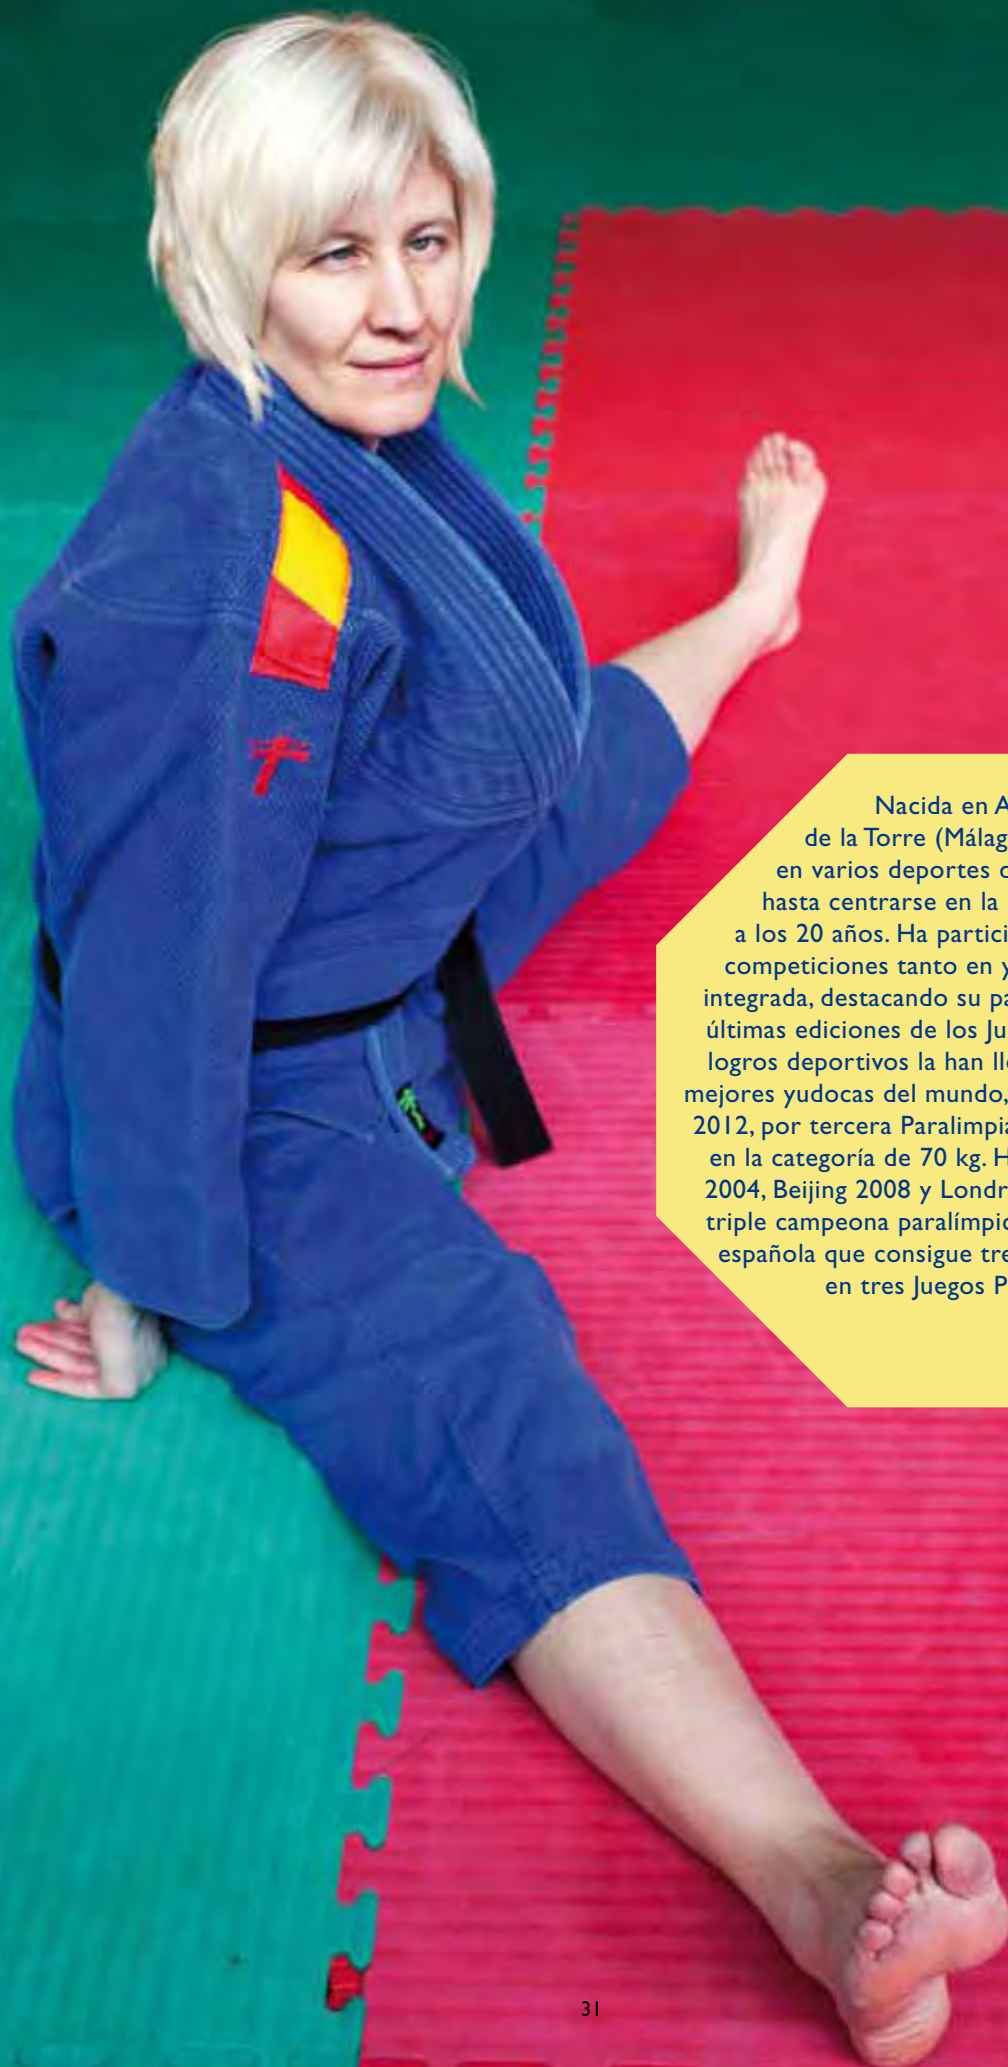 Nacida en A
de la Torre (Málag
en varios deportes
hasta centrarse en la
a los 20 años. Ha partici
competiciones tanto en y
integrada, destacando su pa
últimas ediciones de los Ju
logros deportivos la han lle
mejores yudocas del mundo,
2012, por tercera Paralimpia
en la categoría de 70 kg. H
2004, Beijing 2008 y Londr
triple campeona paralímpic
española que consigue tre
en tres Juegos P
31